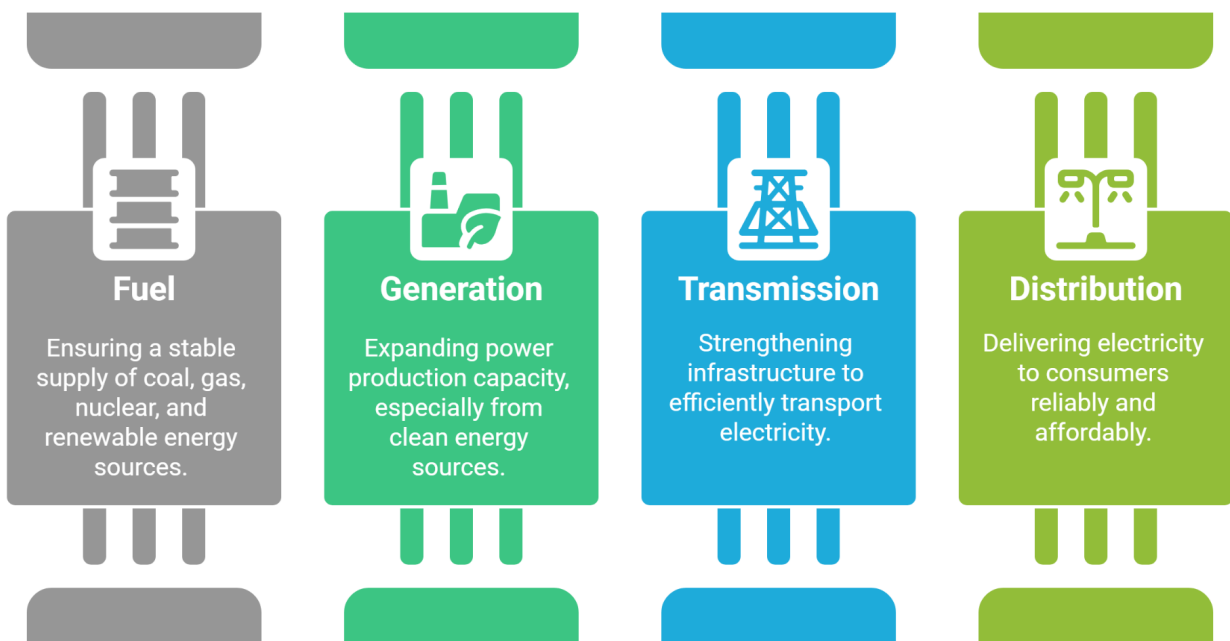 Fuel
Ensuring a stable
supply of coal, gas,
nuclear, and
renewable energy
sources.
Generation
Expanding power
production capacity,
especially from
clean energy
sources.
Transmission
Strengthening
infrastructure to
efficiently transport
electricity.
Distribution
Delivering electricity
to consumers
reliably and
affordably.